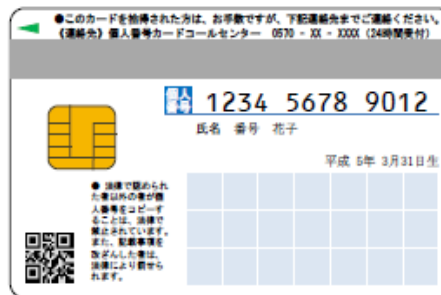 ●このカードを拾得された方は、お手数ですが、下記連絡先までご連絡ください。
《連絡先》個人番号カードコールセンター　0570 - XX - XXXX（24時間受付）
個人番号 1234 5678 9012
氏名 番号 花子
平成 5年 3月31日生
● 法律で認められ
た者以外の者が個
人番号をコピーす
ることは、法律で
禁止されています。
また、記載事項を
改ざんした者は、
法律により罰せら
れます。